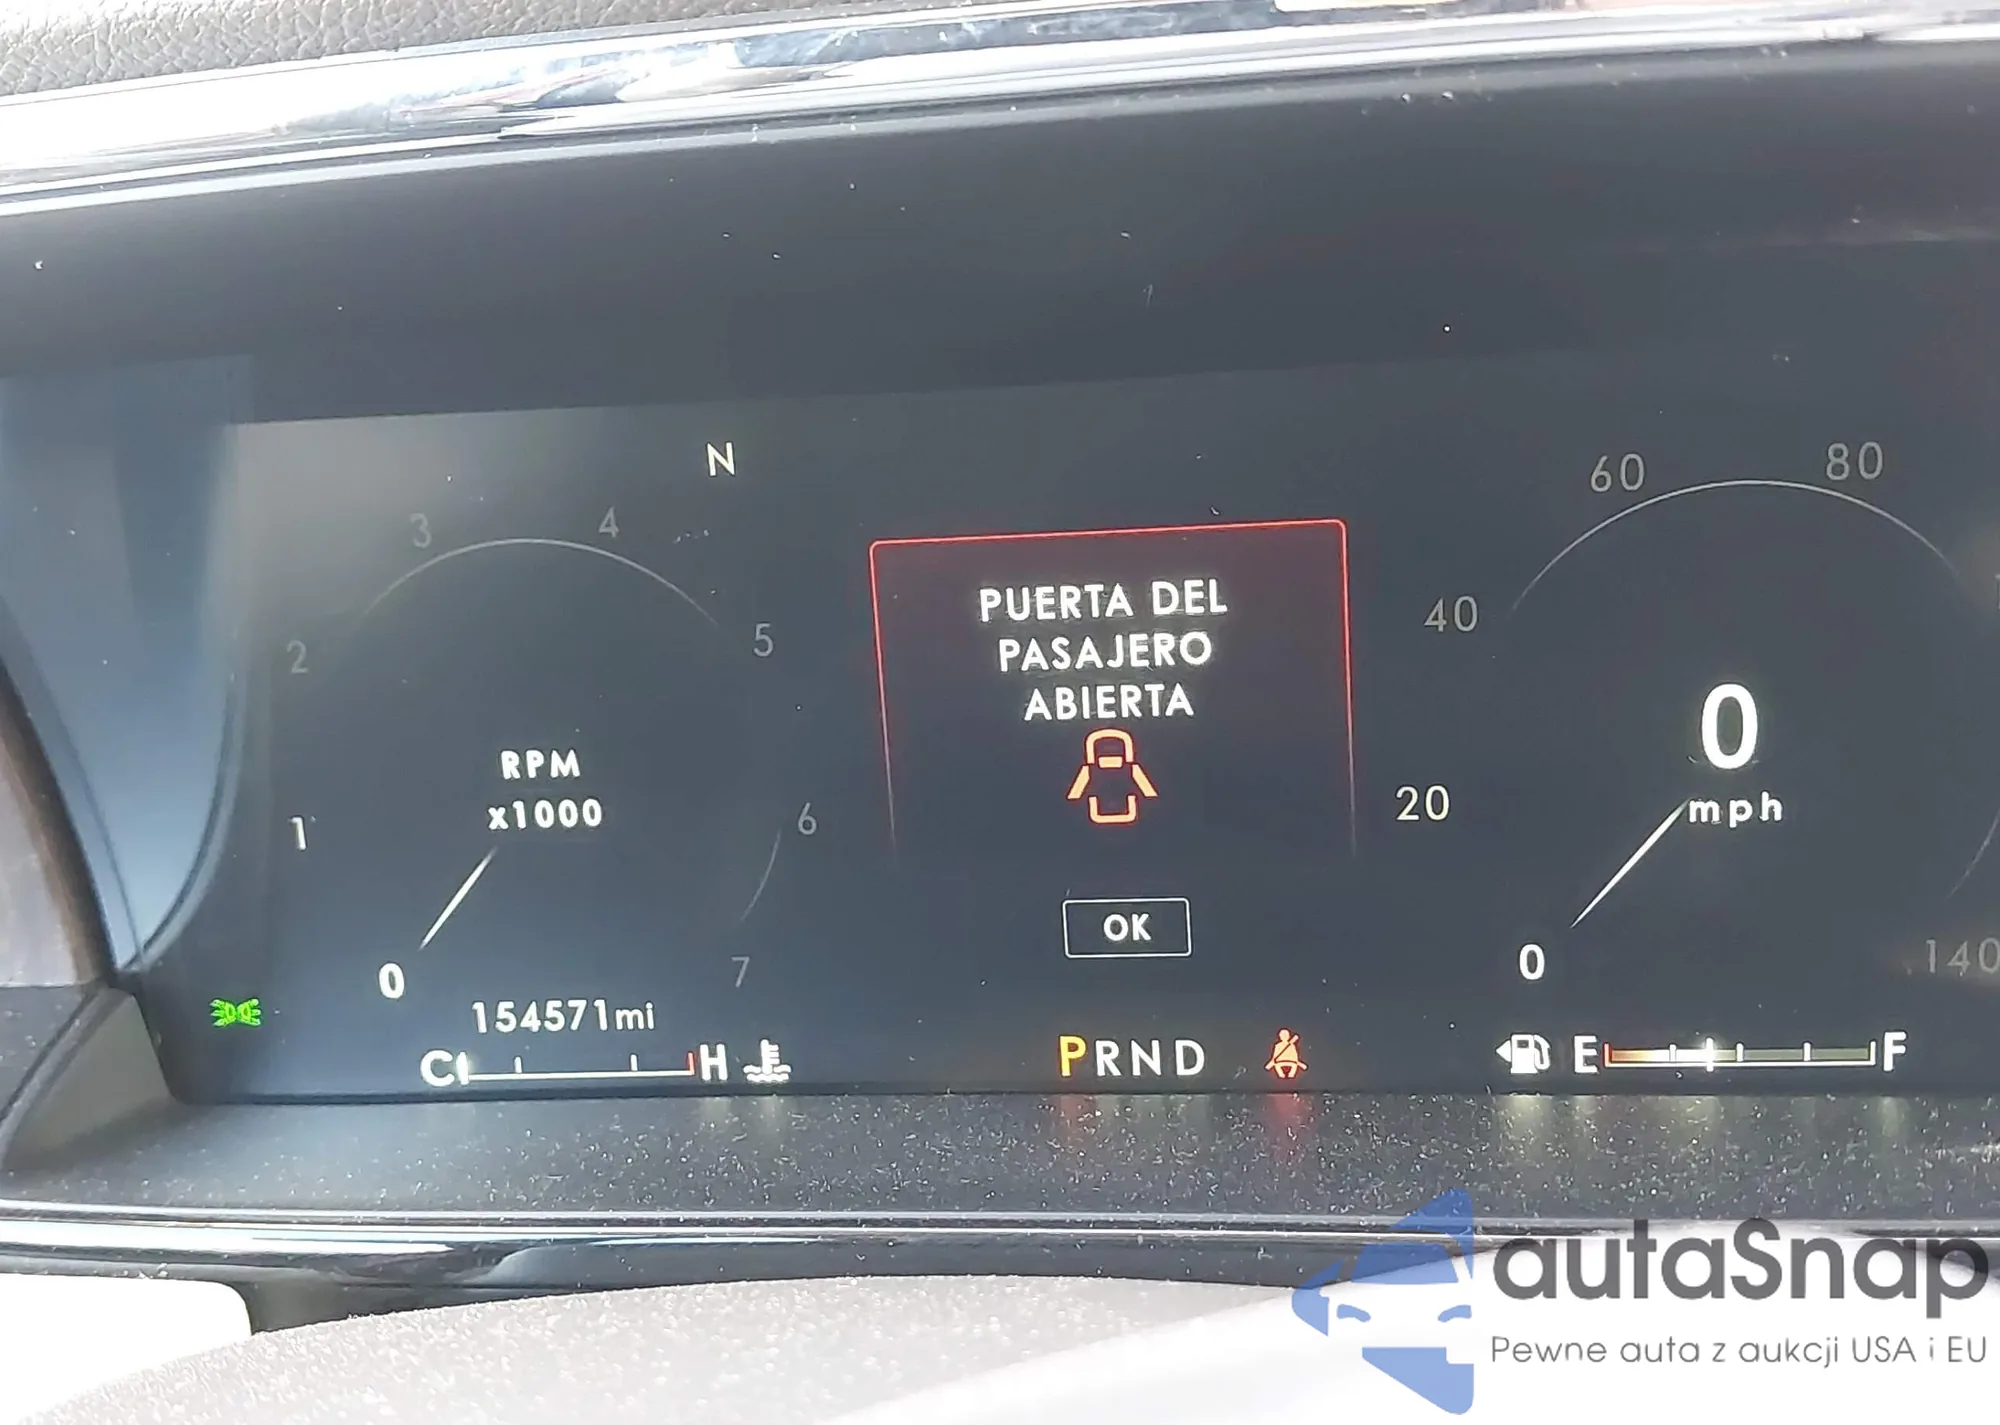 N
3 4
2 5
1 6
0 7
RPM
x1000
154571mi
C H
PUERTA DEL
PASAJERO
ABIERTA
OK
PRND
60 80
40
20
0
0
mph
140
E F
autaSnap
Pewne auta z aukcji USA i EU